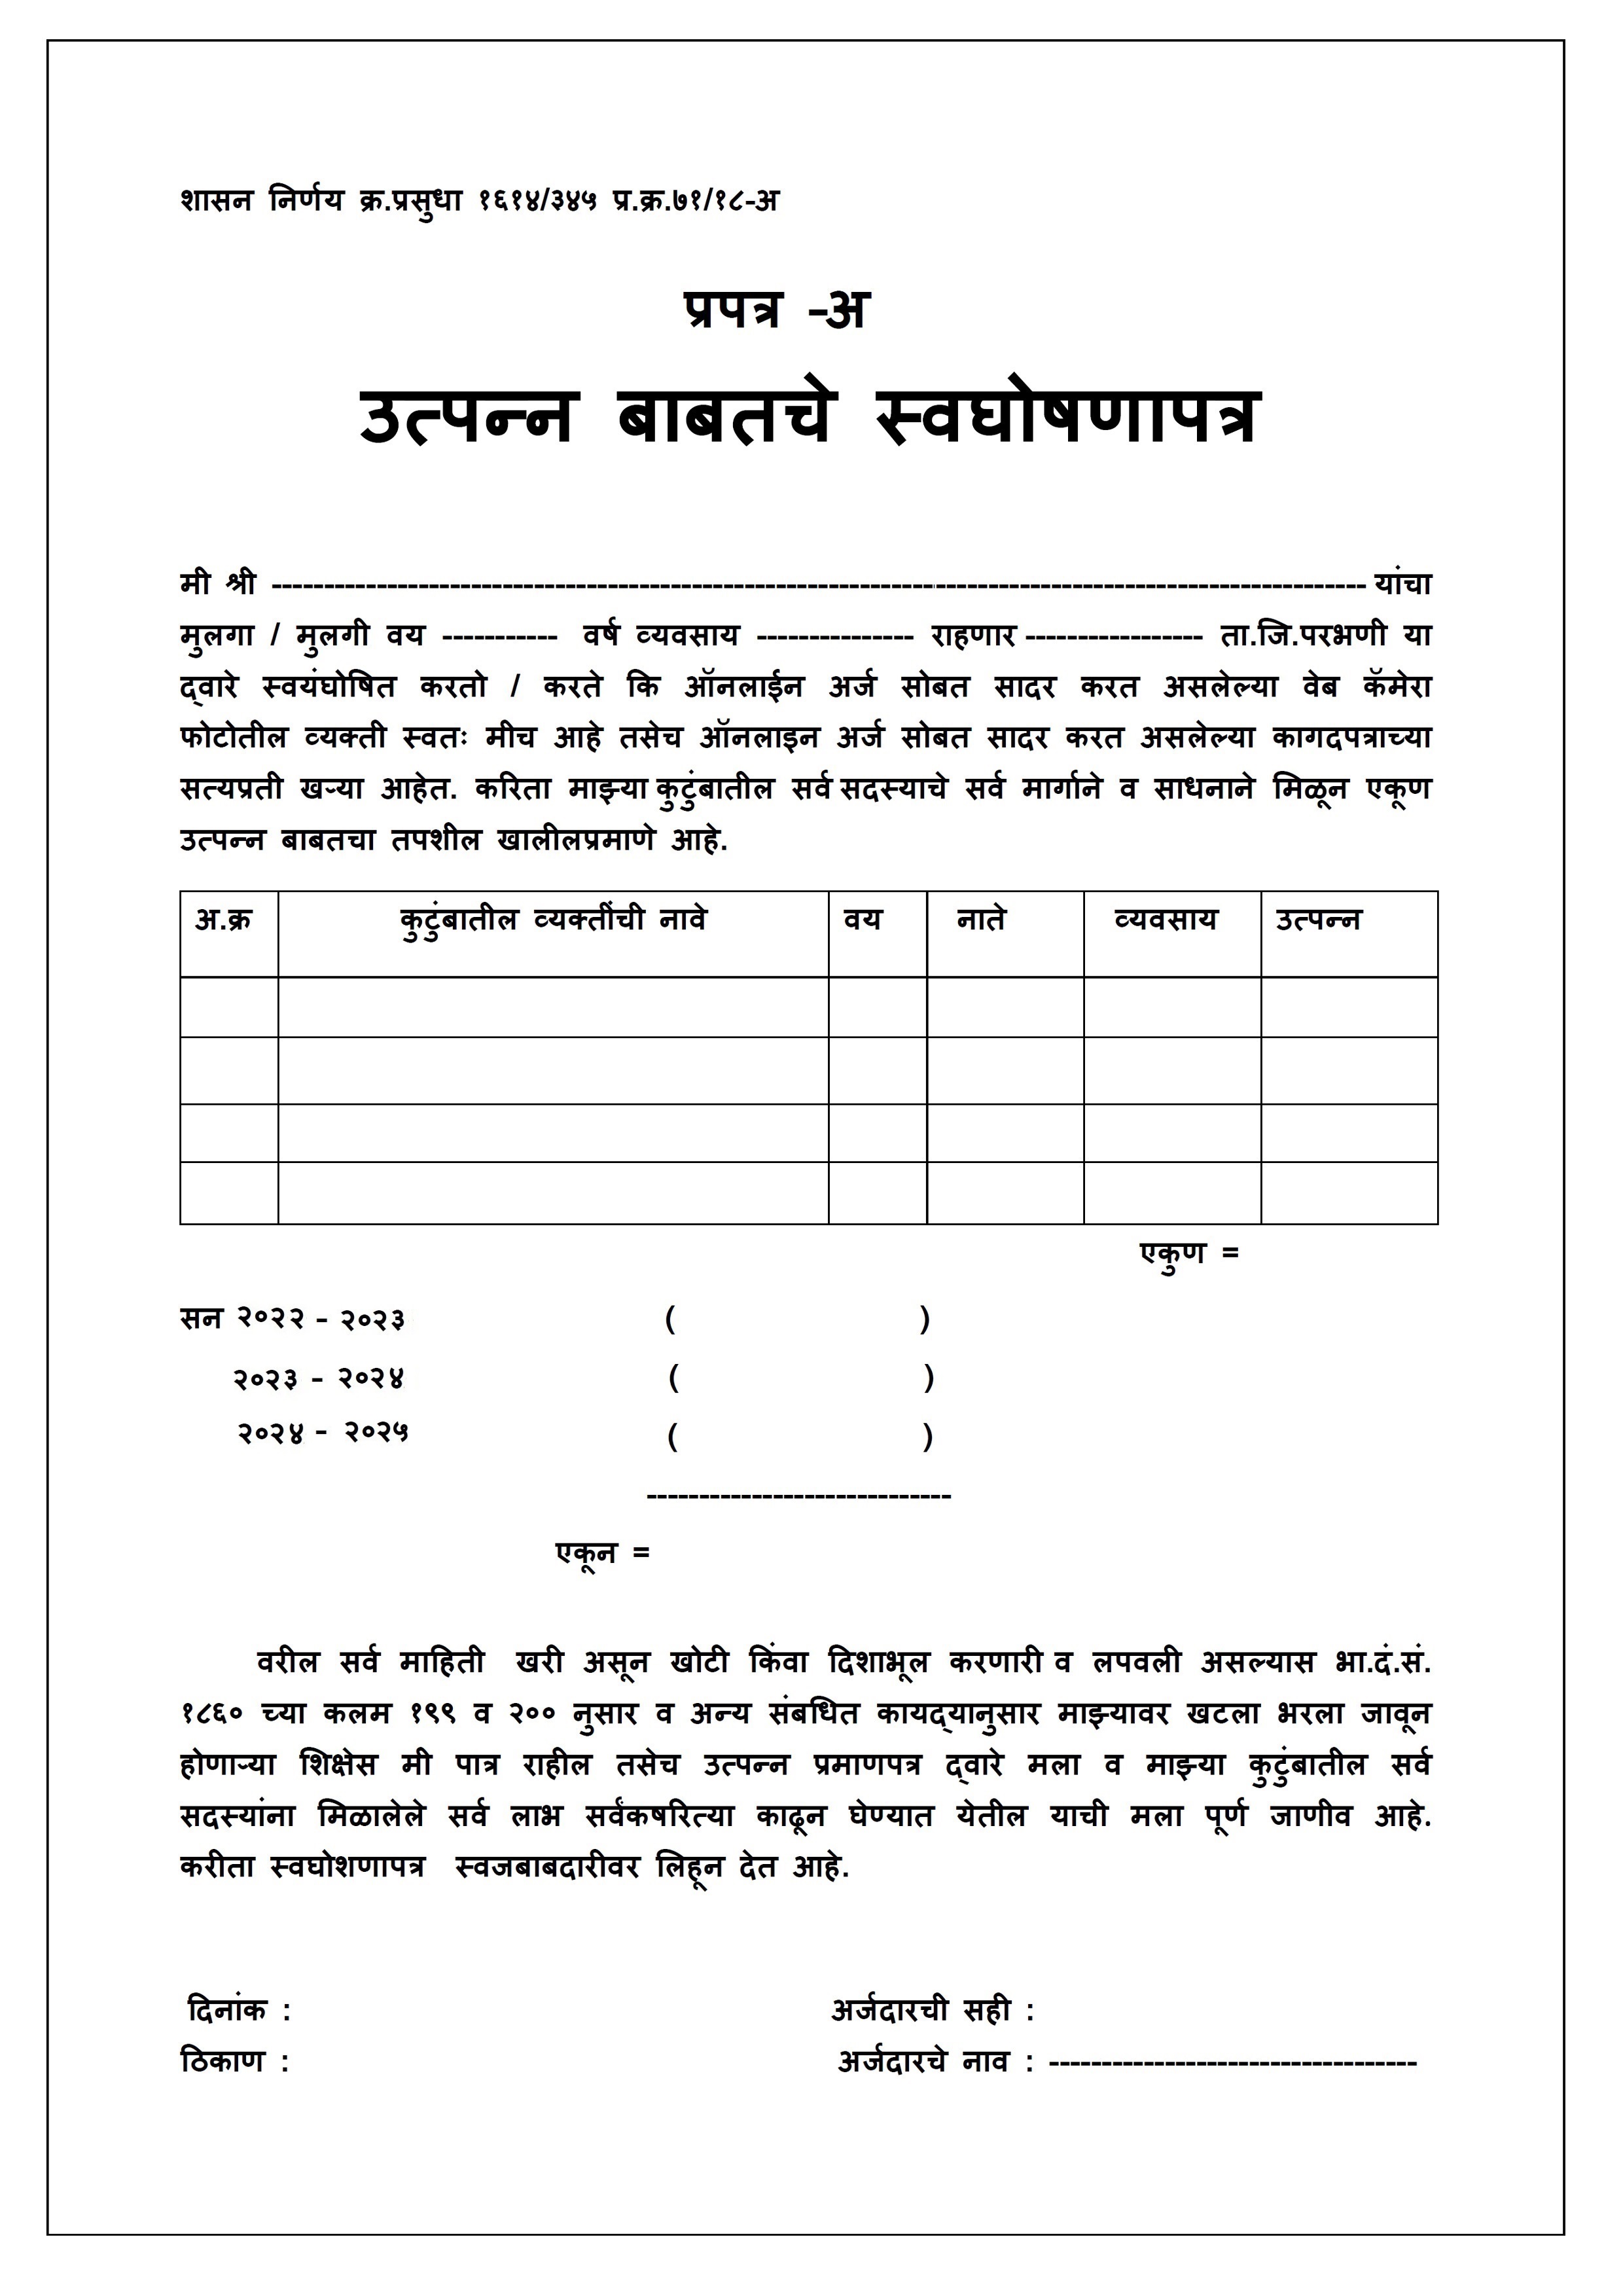 शासन निर्णय क्र.प्रसुधा १६१४/३४५ प्र.क्र.७१/१८-अ
प्रपत्र -अ
उत्पन्न बाबतचे स्वघोषणापत्र
मी श्री -------------------------------------------------------------------------------------------------------- यांचा
मुलगा / मुलगी वय ----------- वर्ष व्यवसाय --------------- राहणार ----------------- ता.जि.परभणी या
द्वारे स्वयंघोषित करतो / करते कि ऑनलाईन अर्ज सोबत सादर करत असलेल्या वेब कॅमेरा
फोटोतील व्यक्ती स्वतः मीच आहे तसेच ऑनलाइन अर्ज सोबत सादर करत असलेल्या कागदपत्राच्या
सत्यप्रती खऱ्या आहेत. करिता माझ्या कुटुंबातील सर्व सदस्याचे सर्व मार्गाने व साधनाने मिळून एकूण
उत्पन्न बाबतचा तपशील खालीलप्रमाणे आहे.
अ.क्र कुटुंबातील व्यक्तींची नावे वय नाते व्यवसाय उत्पन्न
एकुण =
सन २०२२ - २०२३ ( )
२०२३ - २०२४ ( )
२०२४ - २०२५ ( )
-----------------------------
एकून =
वरील सर्व माहिती खरी असून खोटी किंवा दिशाभूल करणारी व लपवली असल्यास भा.दं.सं.
१८६० च्या कलम १९९ व २०० नुसार व अन्य संबधित कायद्यानुसार माझ्यावर खटला भरला जावून
होणाऱ्या शिक्षेस मी पात्र राहील तसेच उत्पन्न प्रमाणपत्र द्वारे मला व माझ्या कुटुंबातील सर्व
सदस्यांना मिळालेले सर्व लाभ सर्वंकषरित्या काढून घेण्यात येतील याची मला पूर्ण जाणीव आहे.
करीता स्वघोशणापत्र स्वजबाबदारीवर लिहून देत आहे.
दिनांक : अर्जदारची सही :
ठिकाण : अर्जदारचे नाव : -----------------------------------